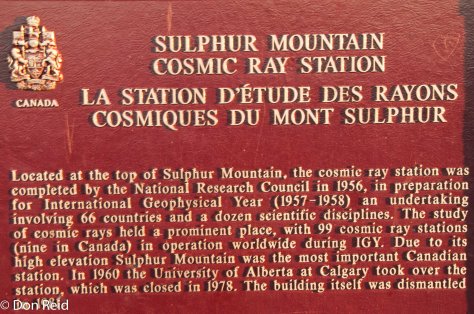 SULPHUR MOUNTAIN
COSMIC RAY STATION
CANADA
LA STATION D'ÉTUDE DES RAYONS
COSMIQUES DU MONT SULPHUR
Located at the top of Sulphur Mountain, the cosmic ray station was
completed by the National Research Council in 1956, in preparation
for International Geophysical Year (1957-1958) an undertaking
involving 66 countries and a dozen scientific disciplines. The study
of cosmic rays held a prominent place, with 99 cosmic ray stations
(nine in Canada) in operation worldwide during IGY. Due to its
high elevation Sulphur Mountain was the most important Canadian
station. In 1960 the University of Alberta at Calgary took over the
station, which was closed in 1978. The building itself was dismantled
© Don Reid